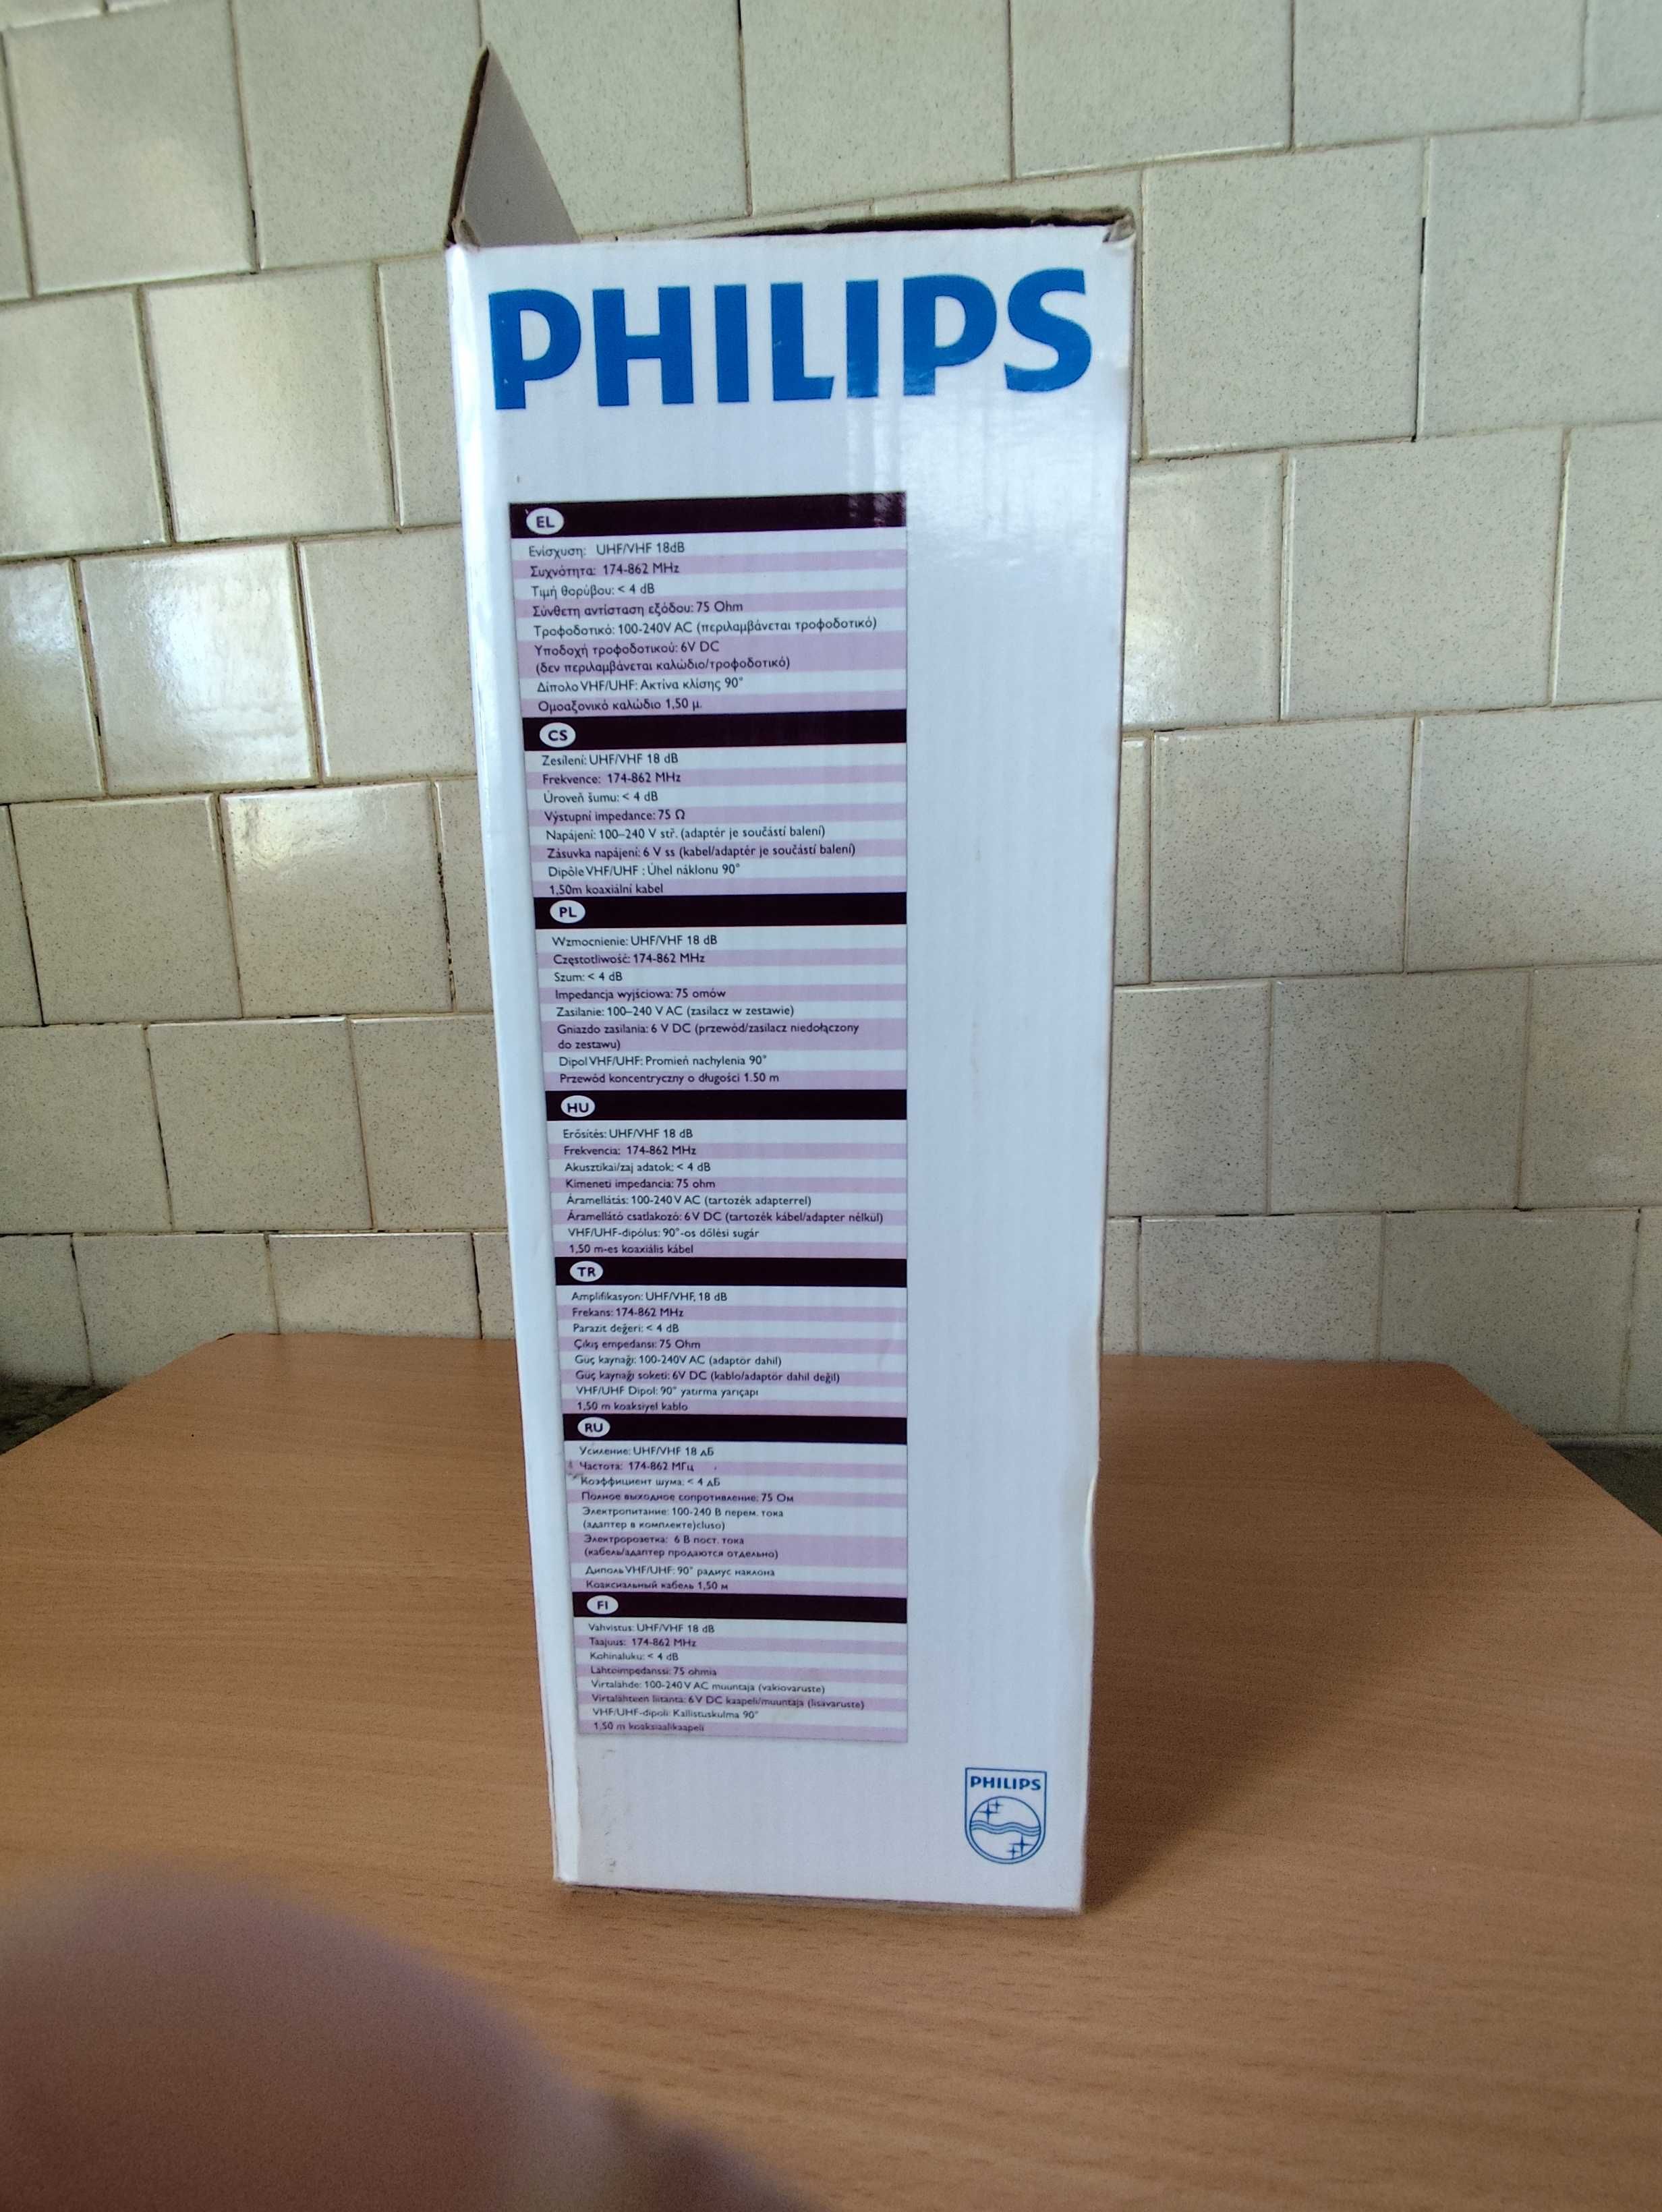 PHILIPS
EL
Ενίσχυση: UHF/VHF 18dB
Συχνότητα: 174-862 MHz
Τιμή θορύβου: < 4 dB
Σύνθετη αντίσταση εξόδου: 75 Ohm
Τροφοδοτικό: 100-240V AC (περιλαμβάνεται τροφοδοτικό)
Υποδοχή τροφοδοτικού: 6V DC
(δεν περιλαμβάνεται καλώδιο/τροφοδοτικό)
Δίπολο VHF/UHF: Ακτίνα κλίσης 90°
Ομοαξονικό καλώδιο 1,50 μ.
CS
Zesílení: UHF/VHF 18 dB
Frekvence: 174-862 MHz
Úroveň šumu: < 4 dB
Výstupní impedance: 75 Ω
Napájení: 100–240 V stř. (adaptér je součástí balení)
Zásuvka napájení: 6 V ss (kabel/adaptér je součástí balení)
Dipôle VHF/UHF : Úhel náklonu 90°
1,50m koaxiální kabel
PL
Wzmocnienie: UHF/VHF 18 dB
Częstotliwość: 174-862 MHz
Szum: < 4 dB
Impedancja wyjściowa: 75 omów
Zasilanie: 100–240 V AC (zasilacz w zestawie)
Gniazdo zasilania: 6 V DC (przewód/zasilacz niedołączony
do zestawu)
Dipol VHF/UHF: Promień nachylenia 90°
Przewód koncentryczny o długości 1.50 m
HU
Erősítés: UHF/VHF 18 dB
Frekvencia: 174-862 MHz
Akusztikai/zaj adatok: < 4 dB
Kimeneti impedancia: 75 ohm
Áramellátás: 100-240 V AC (tartozék adapterrel)
Áramellátó csatlakozó: 6 V DC (tartozék kábel/adapter nélkül)
VHF/UHF-dipólus: 90°-os dőlési sugár
1,50 m-es koaxiális kábel
TR
Amplifikasyon: UHF/VHF, 18 dB
Frekans: 174-862 MHz
Parazit değeri: < 4 dB
Çıkış empedansı: 75 Ohm
Güç kaynağı: 100-240V AC (adaptör dahil)
Güç kaynağı soketi: 6V DC (kablo/adaptör dahil değil)
VHF/UHF Dipol: 90° yatırma yarıçapı
1,50 m koaksiyel kablo
RU
Усиление: UHF/VHF 18 дБ
Частота: 174-862 МГц
Коэффициент шума: < 4 дБ
Полное выходное сопротивление: 75 Ом
Электропитание: 100-240 В перем. тока
(адаптер в комплекте)cluso)
Электророзетка: 6 В пост. тока
(кабель/адаптер продаются отдельно)
Диполь VHF/UHF: 90° радиус наклона
Коаксиальный кабель 1,50 м
FI
Vahvistus: UHF/VHF 18 dB
Taajuus: 174-862 MHz
Kohinaluku: < 4 dB
Lähtöimpedanssi: 75 ohmia
Virtalähde: 100-240 V AC muuntaja (vakiovaruste)
Virtalähteen liitäntä: 6V DC kaapeli/muuntaja (lisävaruste)
VHF/UHF-dipoli: Kallistuskulma 90°
1,50 m koaksiaalikaapeli
PHILIPS